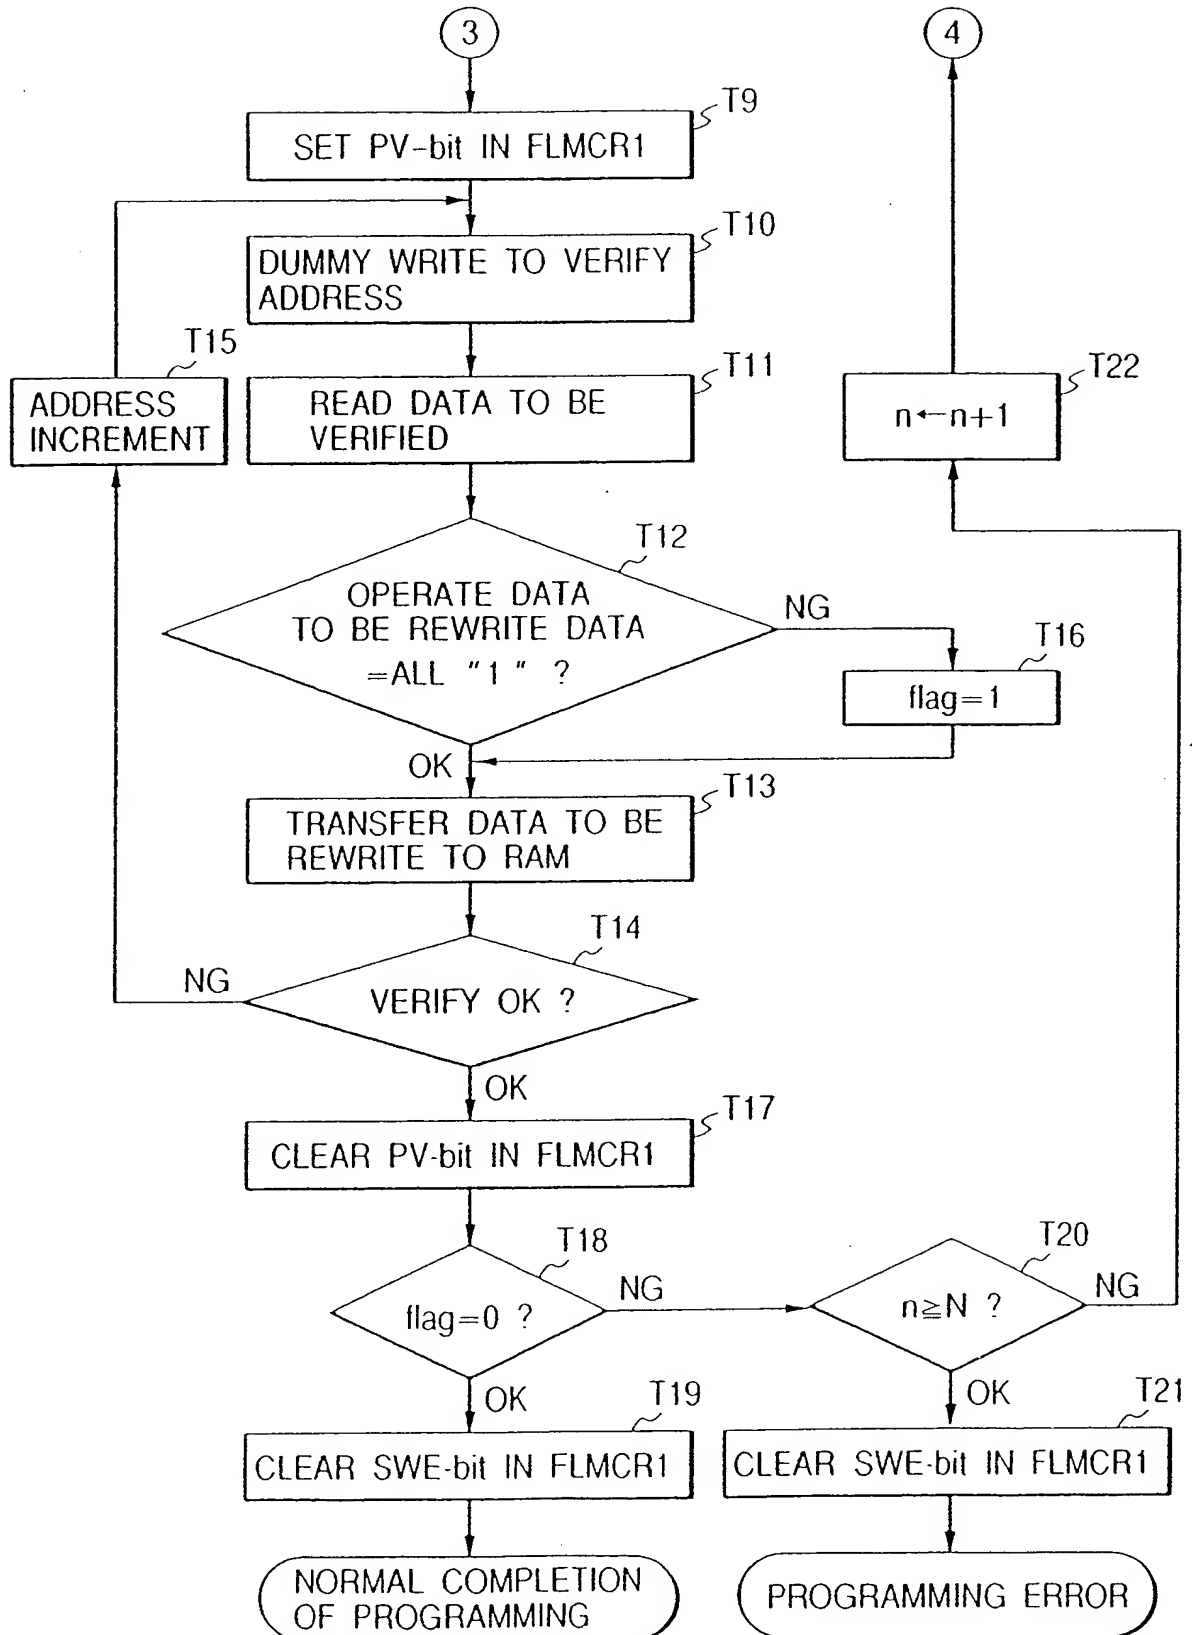 3
4
T9
SET PV-bit IN FLMCR1
T10
DUMMY WRITE TO VERIFY
ADDRESS
T15
ADDRESS
INCREMENT
T11
READ DATA TO BE
VERIFIED
T22
n←n+1
T12
OPERATE DATA
TO BE REWRITE DATA
=ALL "1" ?
NG
T16
flag=1
OK
T13
TRANSFER DATA TO BE
REWRITE TO RAM
T14
NG
VERIFY OK ?
OK
T17
CLEAR PV-bit IN FLMCR1
T18
flag=0 ?
NG
T20
n≧N ?
NG
OK
T19
CLEAR SWE-bit IN FLMCR1
OK
T21
CLEAR SWE-bit IN FLMCR1
NORMAL COMPLETION
OF PROGRAMMING
PROGRAMMING ERROR